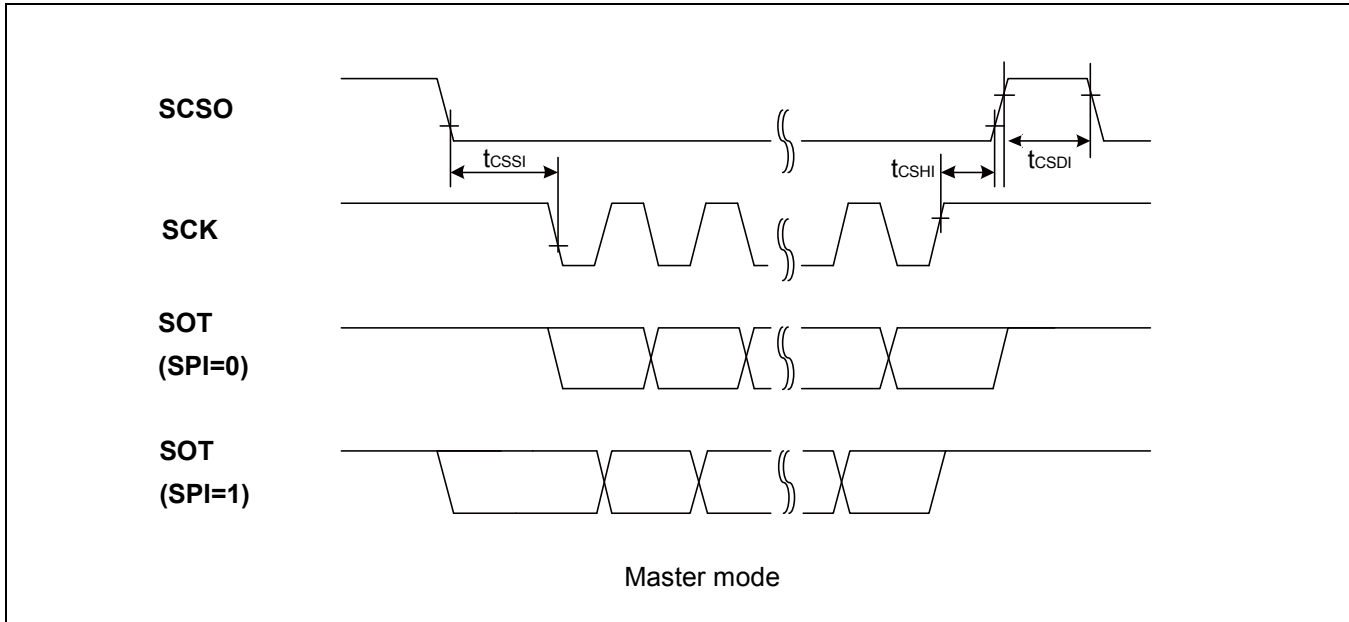 SCSO
tCSSI
tCSHI
tCSDI
SCK
SOT
(SPI=0)
SOT
(SPI=1)
Master mode